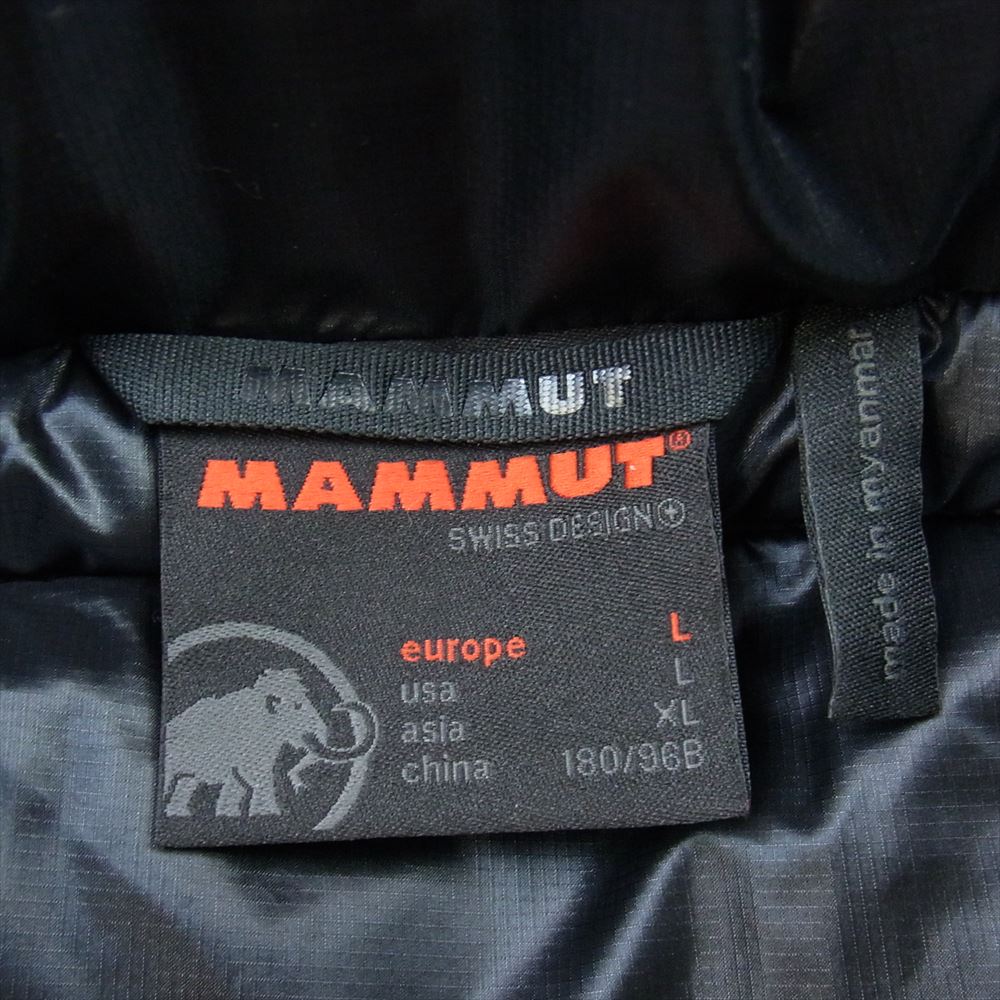 MAMMUT
MAMMUT®
SWISS DESIGN
europe L
usa L
asia XL
china 180/96B
made in myanmar